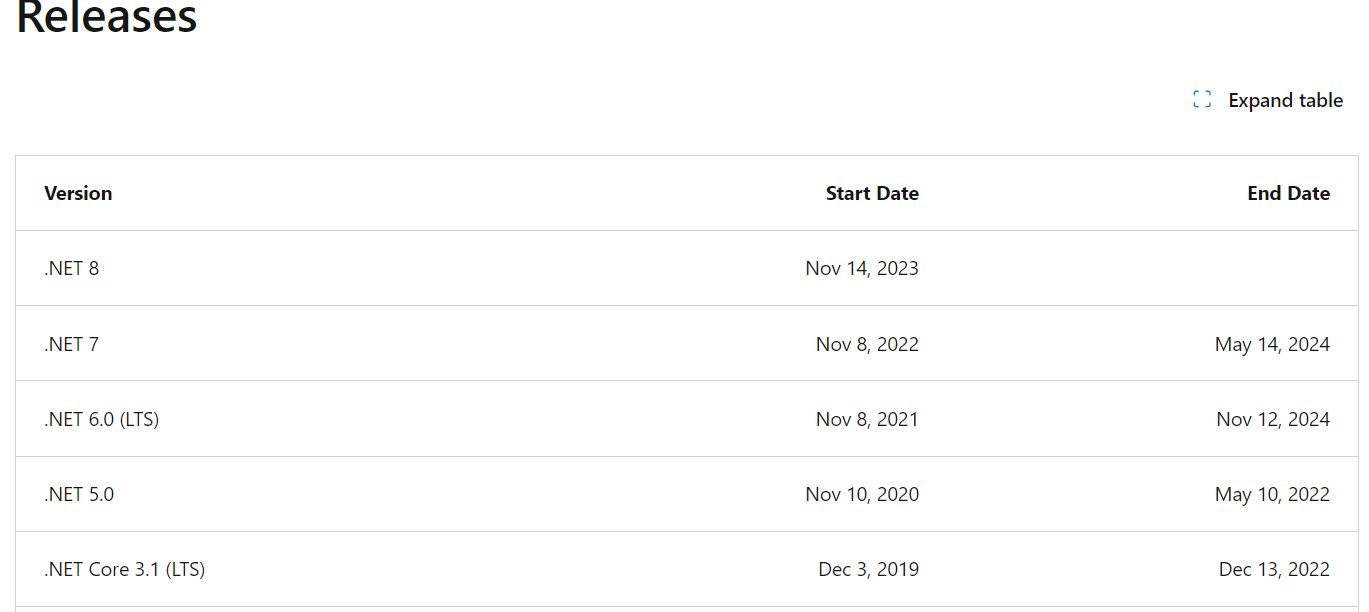 Releases
Expand table
Version Start Date End Date
.NET 8 Nov 14, 2023
.NET 7 Nov 8, 2022 May 14, 2024
.NET 6.0 (LTS) Nov 8, 2021 Nov 12, 2024
.NET 5.0 Nov 10, 2020 May 10, 2022
.NET Core 3.1 (LTS) Dec 3, 2019 Dec 13, 2022